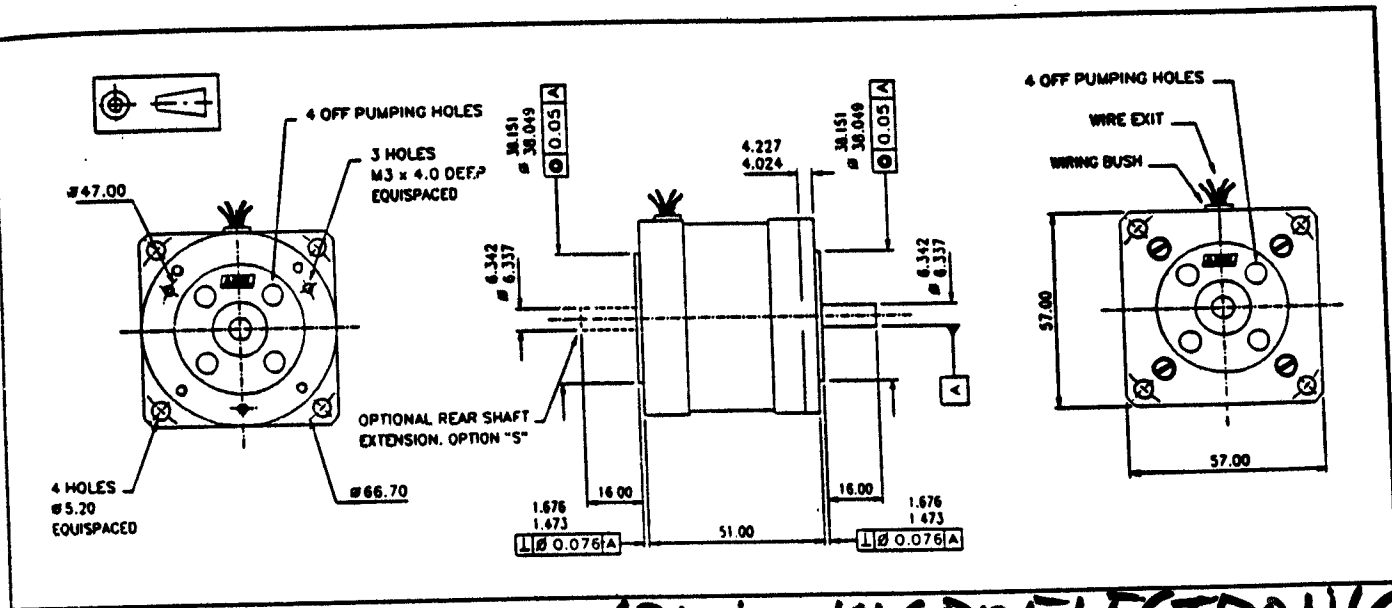 4 OFF PUMPING HOLES
3 HOLES
M3 x 4.0 DEEP
EQUISPACED
ø47.00
4 HOLES
ø5.20
EQUISPACED
ø66.70
ø 38.151
38.049
◎ 0.05 A
4.227
4.024
ø 38.151
38.049
◎ 0.05 A
ø 6.342
6.337
ø 6.342
6.337
A
OPTIONAL REAR SHAFT
EXTENSION. OPTION "S"
16.00
16.00
1.676
1.473
⊥ ø 0.076 A
51.00
1.676
1.473
⊥ ø 0.076 A
4 OFF PUMPING HOLES
WIRE EXIT
WIRING BUSH
57.00
57.00